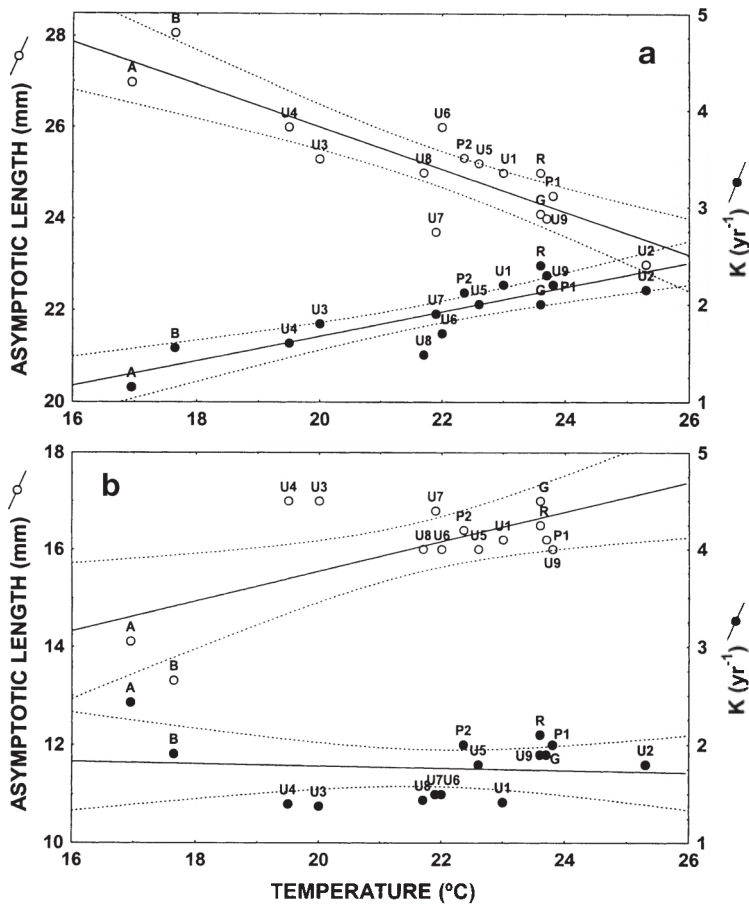 a
ASYMPTOTIC LENGTH (mm)
28
26
24
22
20
5
4
3
2
1
K (yr-1)
B
A
U4
U3
U6
U8
P2
U5
U1
R
P1
G
U9
U7
U2
R
U9
P1
U2
G
U1
P2
U5
U7
U6
U8
U3
U4
B
A
16
18
20
22
24
26
b
ASYMPTOTIC LENGTH (mm)
18
16
14
12
10
5
4
3
2
1
K (yr-1)
U4
U3
U7
G
R
P2
U1
P1
U8
U6
U5
U9
A
B
A
B
R
P2
P1
U5
U9
G
U2
U4
U3
U8
U7
U6
U1
16
18
20
22
24
26
TEMPERATURE (ºC)